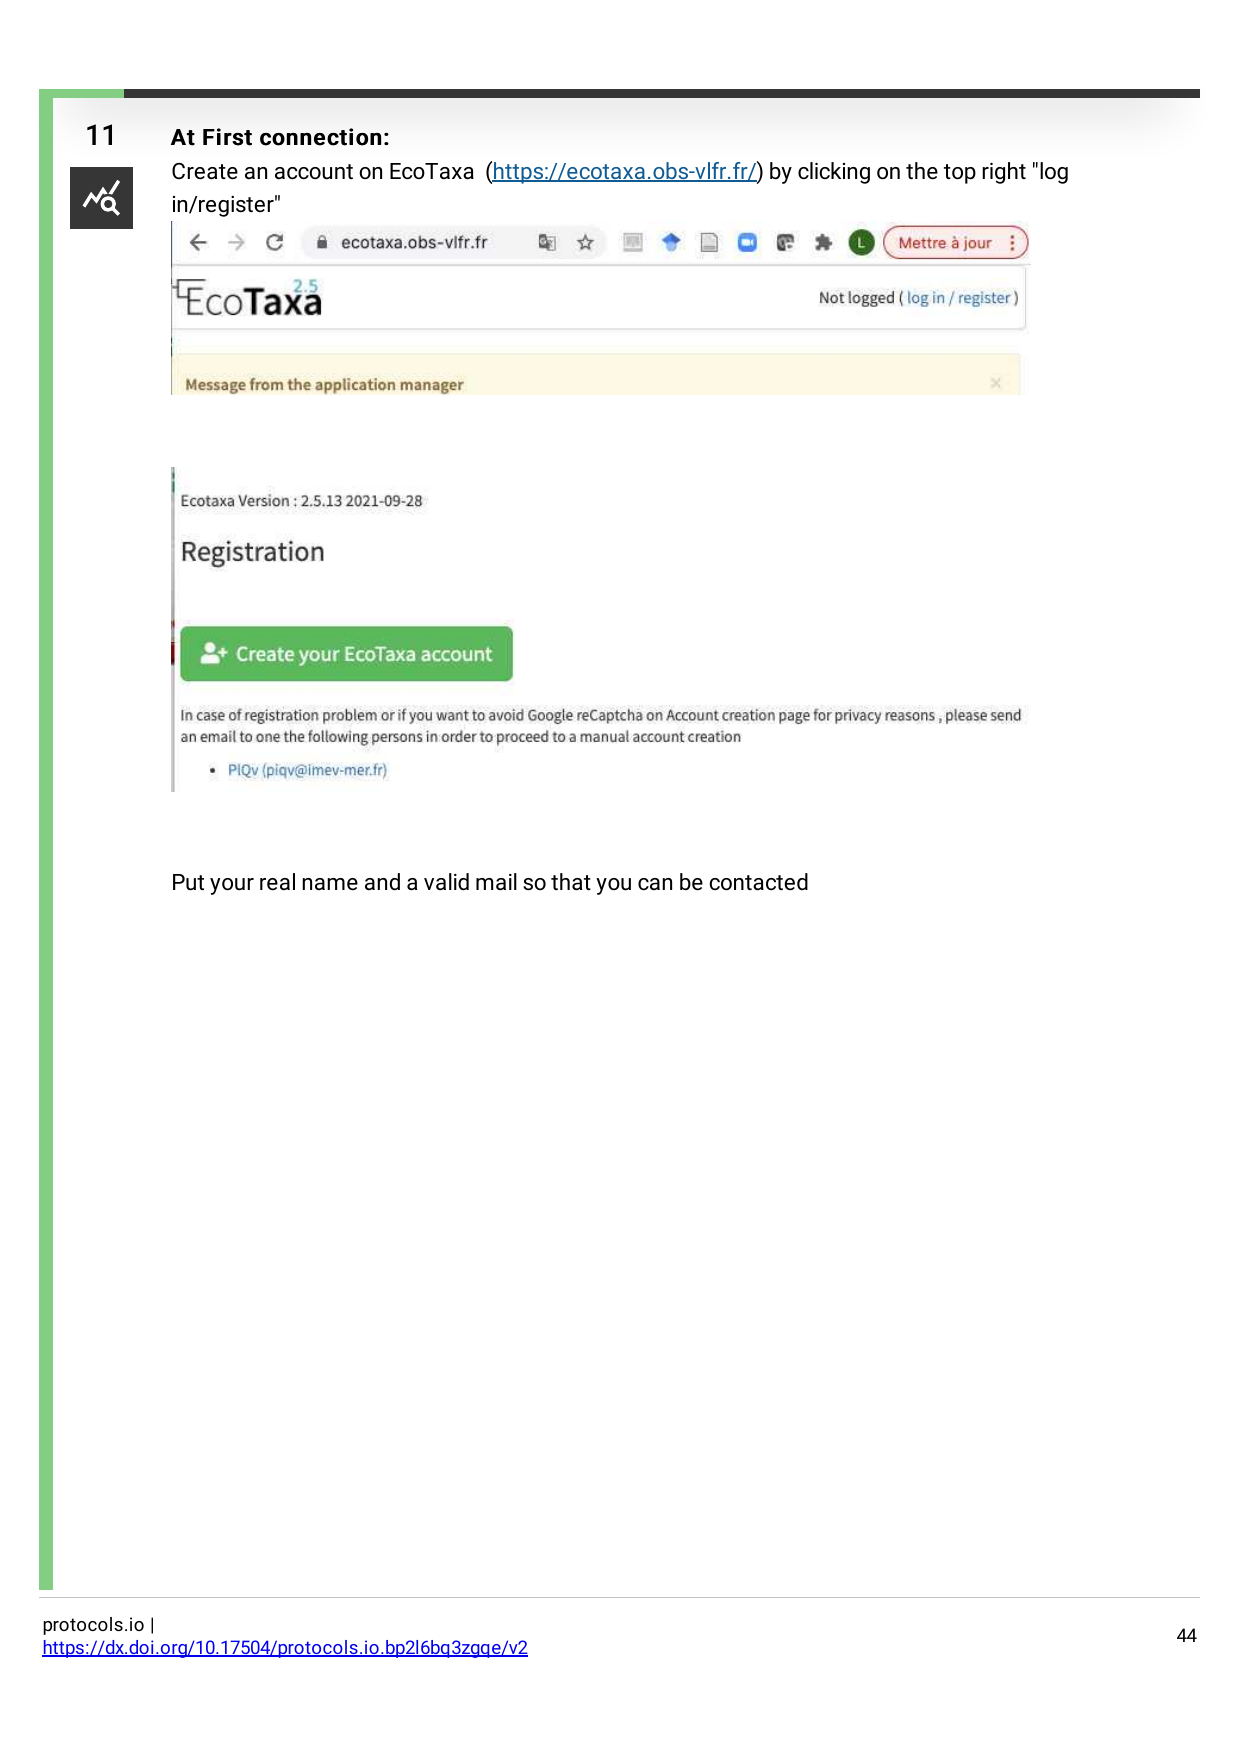 11
At First connection:
Create an account on EcoTaxa (https://ecotaxa.obs-vlfr.fr/) by clicking on the top right "log
in/register"
ecotaxa.obs-vlfr.fr L Mettre à jour
EcoTaxa 2.5
Not logged ( log in / register )
Message from the application manager ×
Ecotaxa Version : 2.5.13 2021-09-28
Registration
Create your EcoTaxa account
In case of registration problem or if you want to avoid Google reCaptcha on Account creation page for privacy reasons , please send
an email to one the following persons in order to proceed to a manual account creation
• PIQv (piqv@imev-mer.fr)
Put your real name and a valid mail so that you can be contacted
protocols.io |
https://dx.doi.org/10.17504/protocols.io.bp2l6bq3zgqe/v2
44